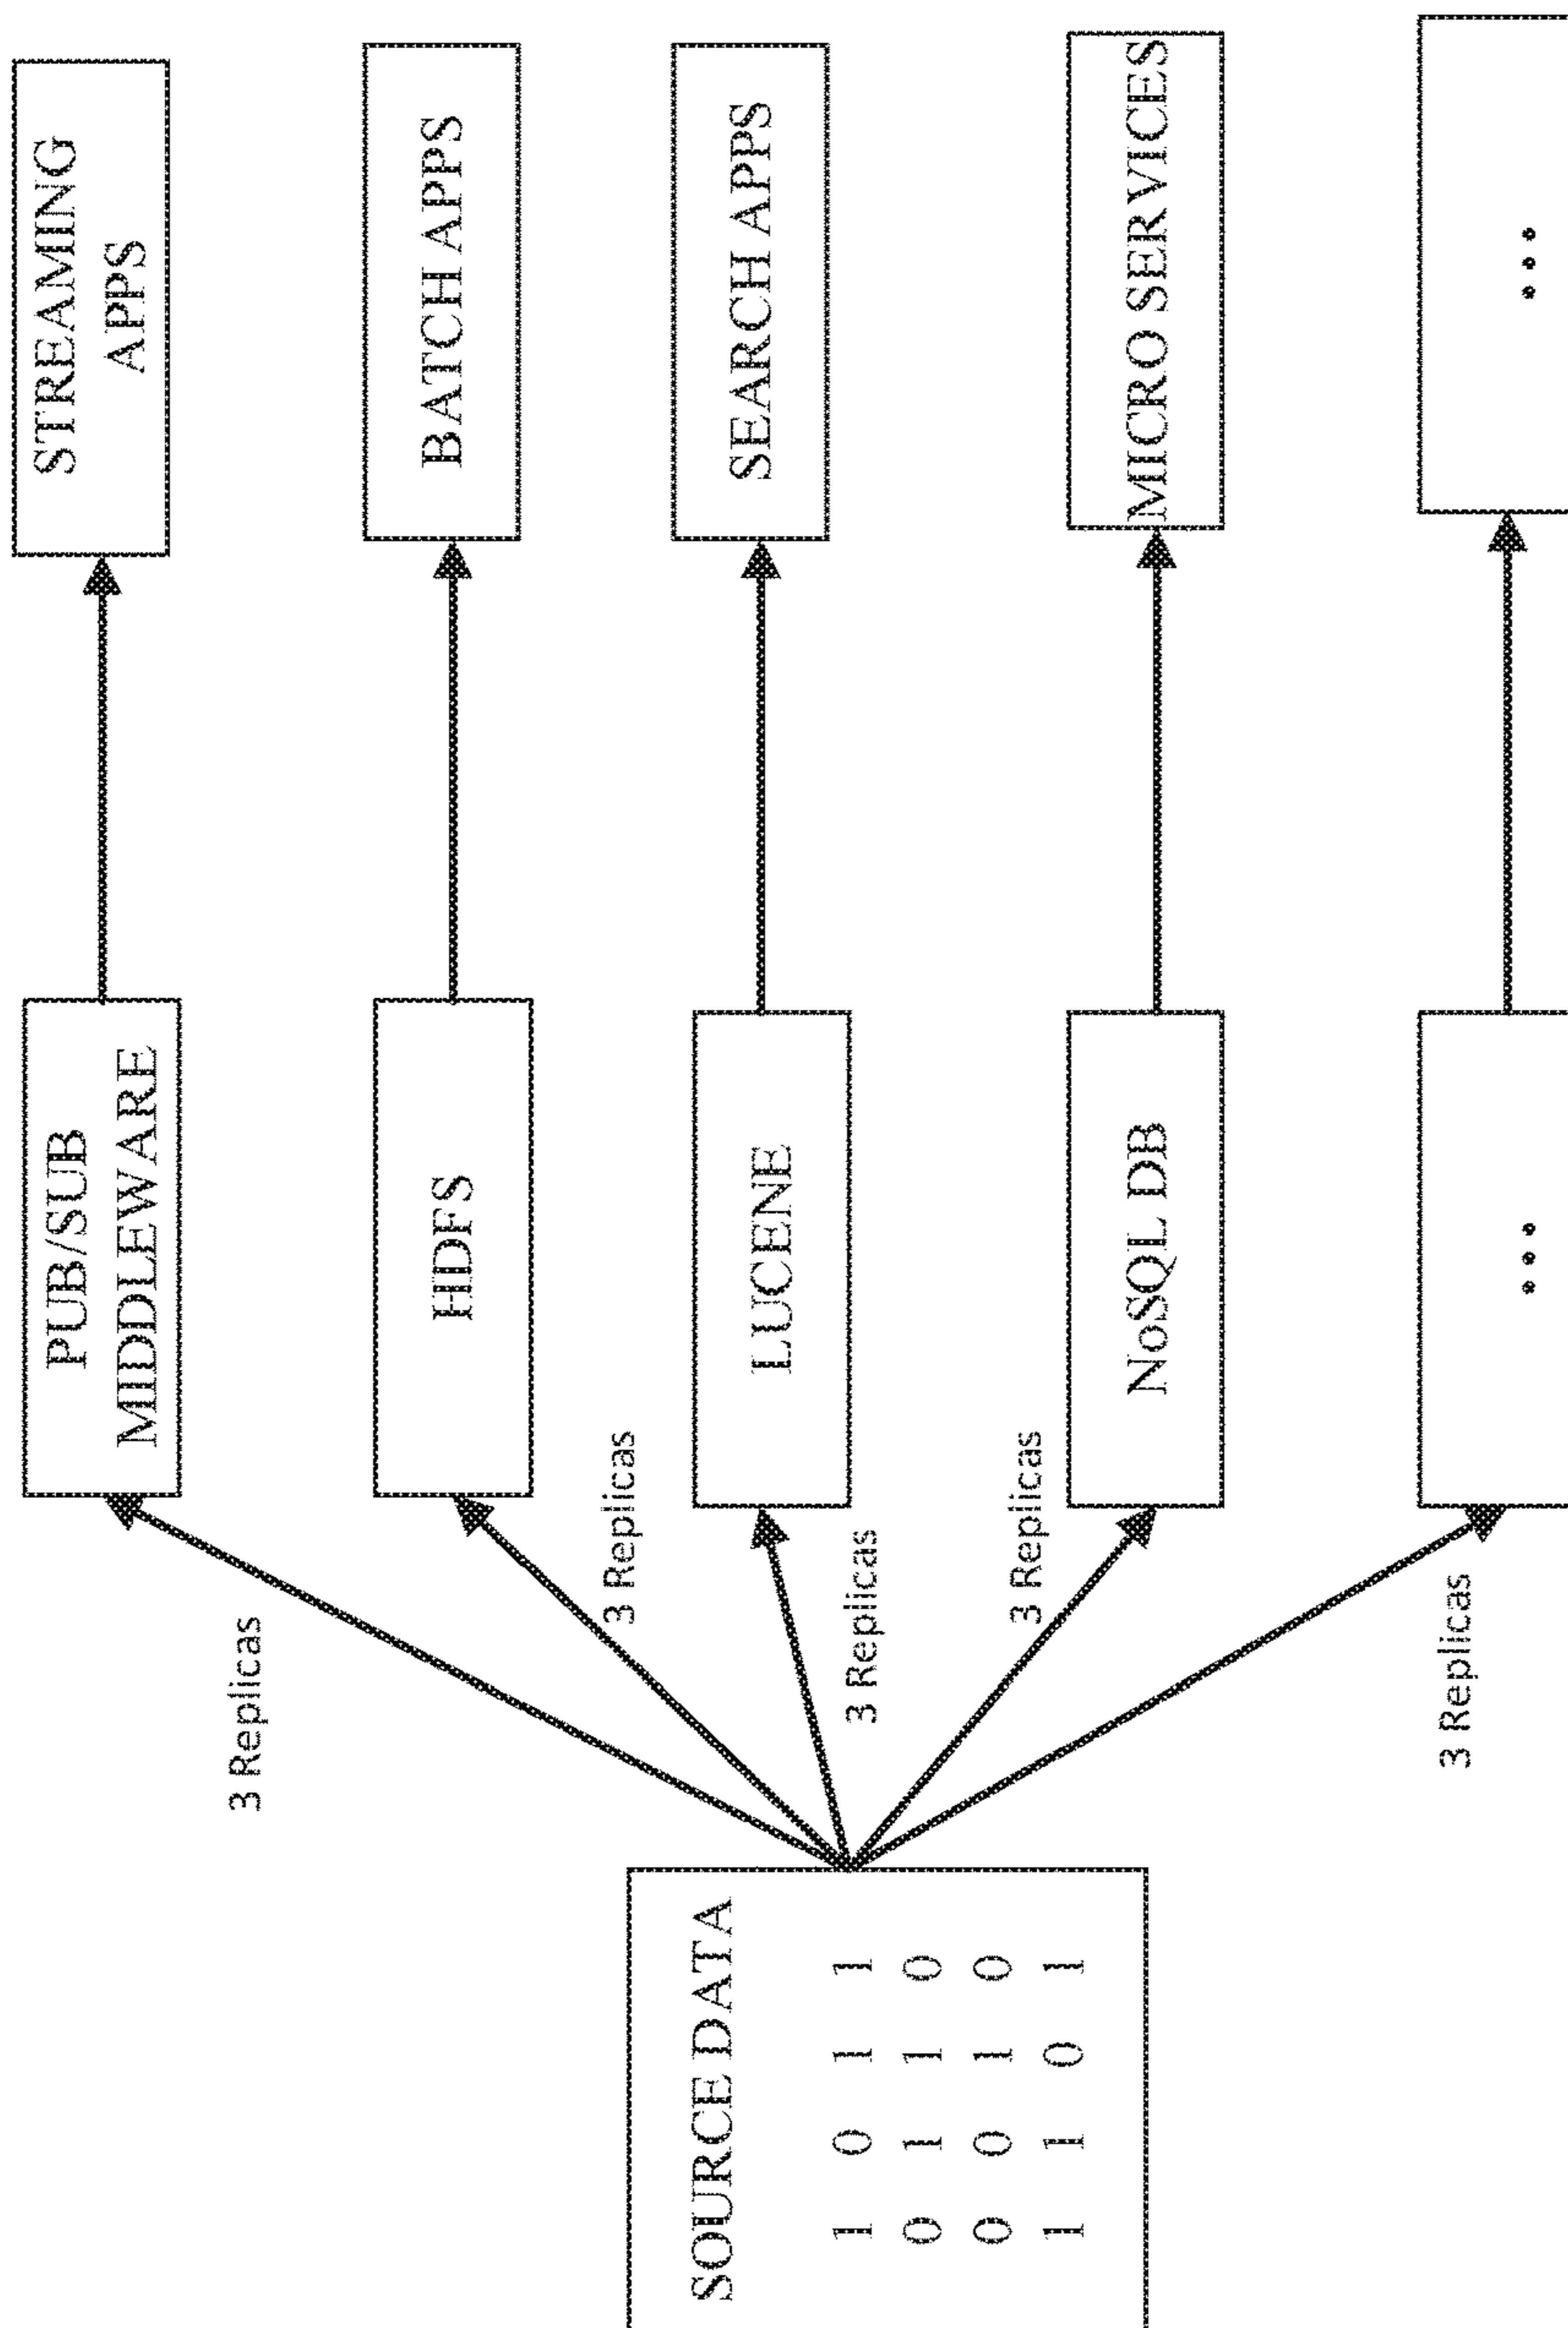 PUB/SUB
MIDDLEWARE
STREAMING
APPS
3 Replicas
HDFS
BATCH APPS
3 Replicas
SOURCE DATA
1 0 1 1
0 1 1 0
0 0 1 0
1 1 0 1
LUCENE
SEARCH APPS
3 Replicas
3 Replicas
NoSQL DB
MICRO SERVICES
3 Replicas
...
...